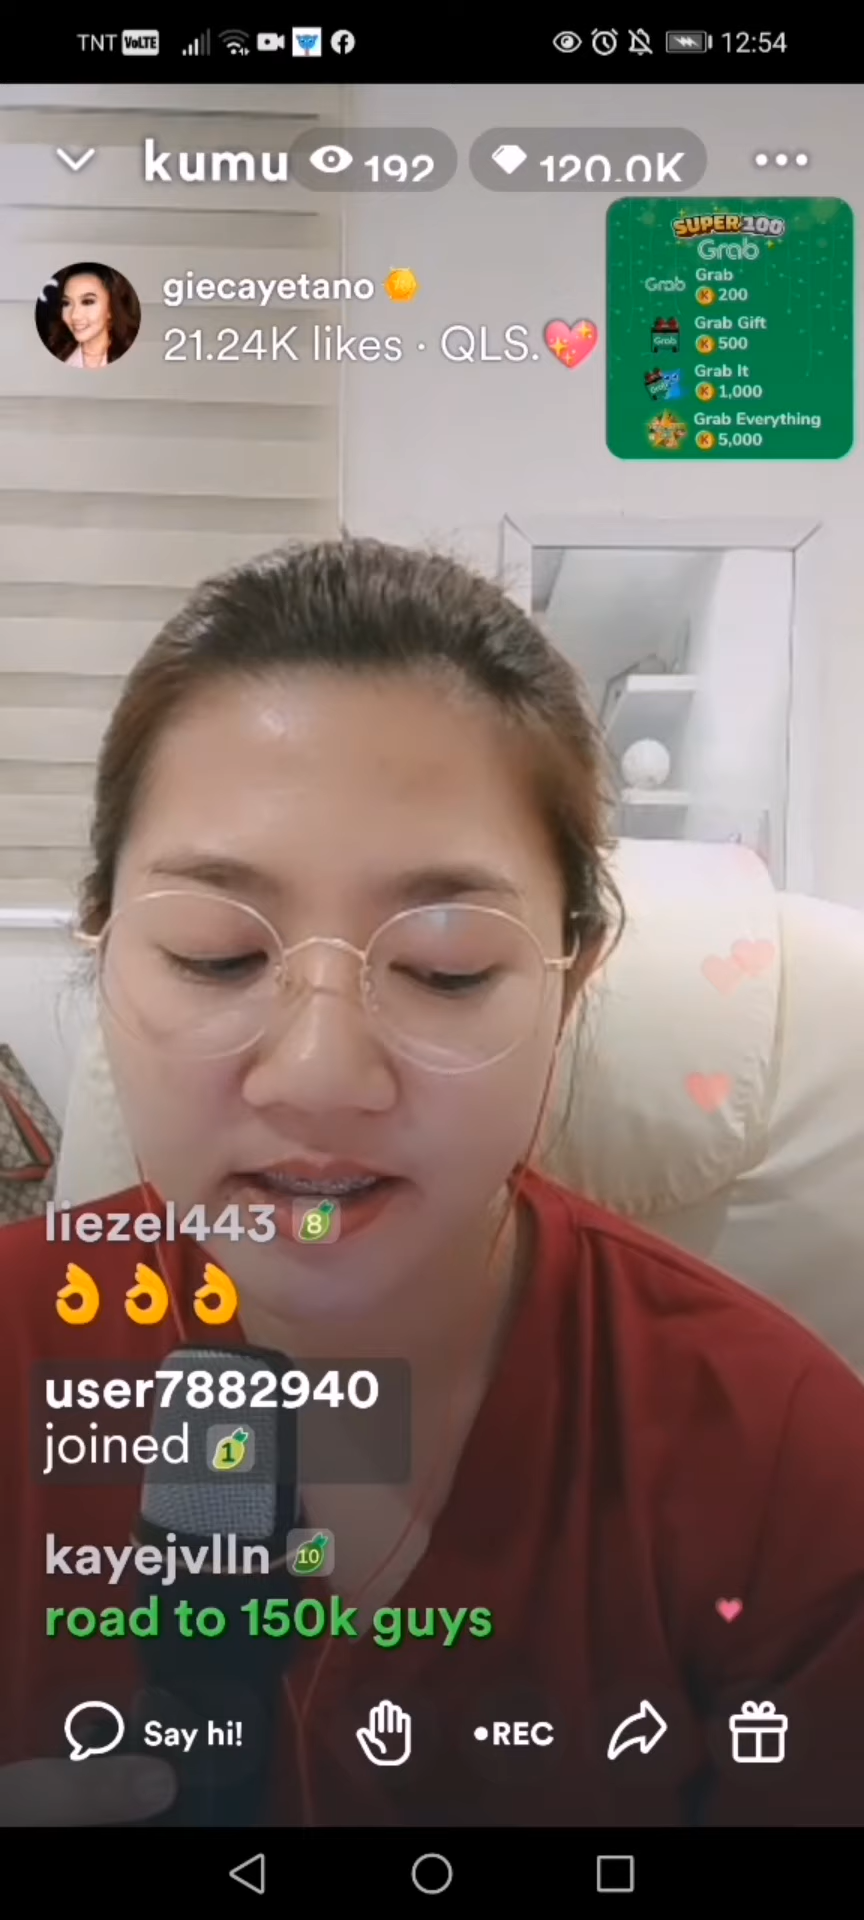 TNT VoLTE 12:54
kumu 192 120.0K
SUPER 100
Grab
giecayetano
21.24K likes · QLS.
Grab Grab
K 200
Grab Gift
Grab
K 500
Grab It
K 1,000
Grab Everything
K 5,000
liezel443 8
user7882940
joined 1
kayejvlln 10
road to 150k guys
Say hi! •REC